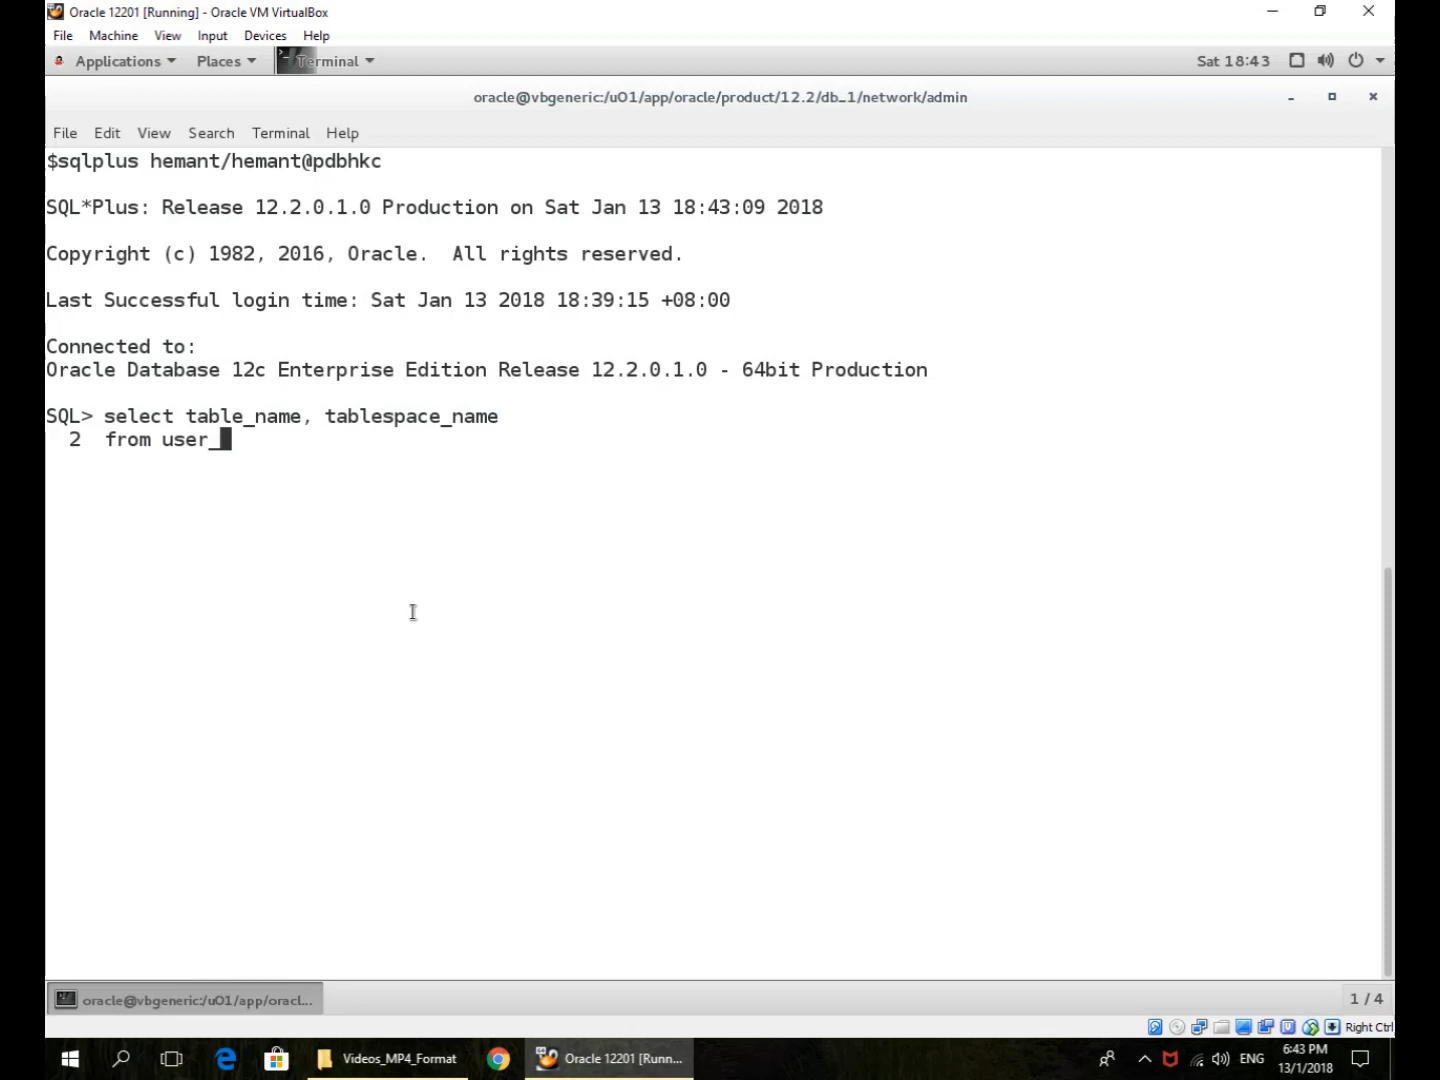 Oracle 12201 [Running] - Oracle VM VirtualBox
File Machine View Input Devices Help
Applications Places Terminal Sat 18:43
oracle@vbgeneric:/u01/app/oracle/product/12.2/db_1/network/admin
File Edit View Search Terminal Help
$sqlplus hemant/hemant@pdbhkc
SQL*Plus: Release 12.2.0.1.0 Production on Sat Jan 13 18:43:09 2018
Copyright (c) 1982, 2016, Oracle.  All rights reserved.
Last Successful login time: Sat Jan 13 2018 18:39:15 +08:00
Connected to:
Oracle Database 12c Enterprise Edition Release 12.2.0.1.0 - 64bit Production
SQL> select table_name, tablespace_name
2  from user_
oracle@vbgeneric:/u01/app/oracl... 1 / 4
Right Ctrl
Videos_MP4_Format Oracle 12201 [Runn... ENG 6:43 PM
13/1/2018